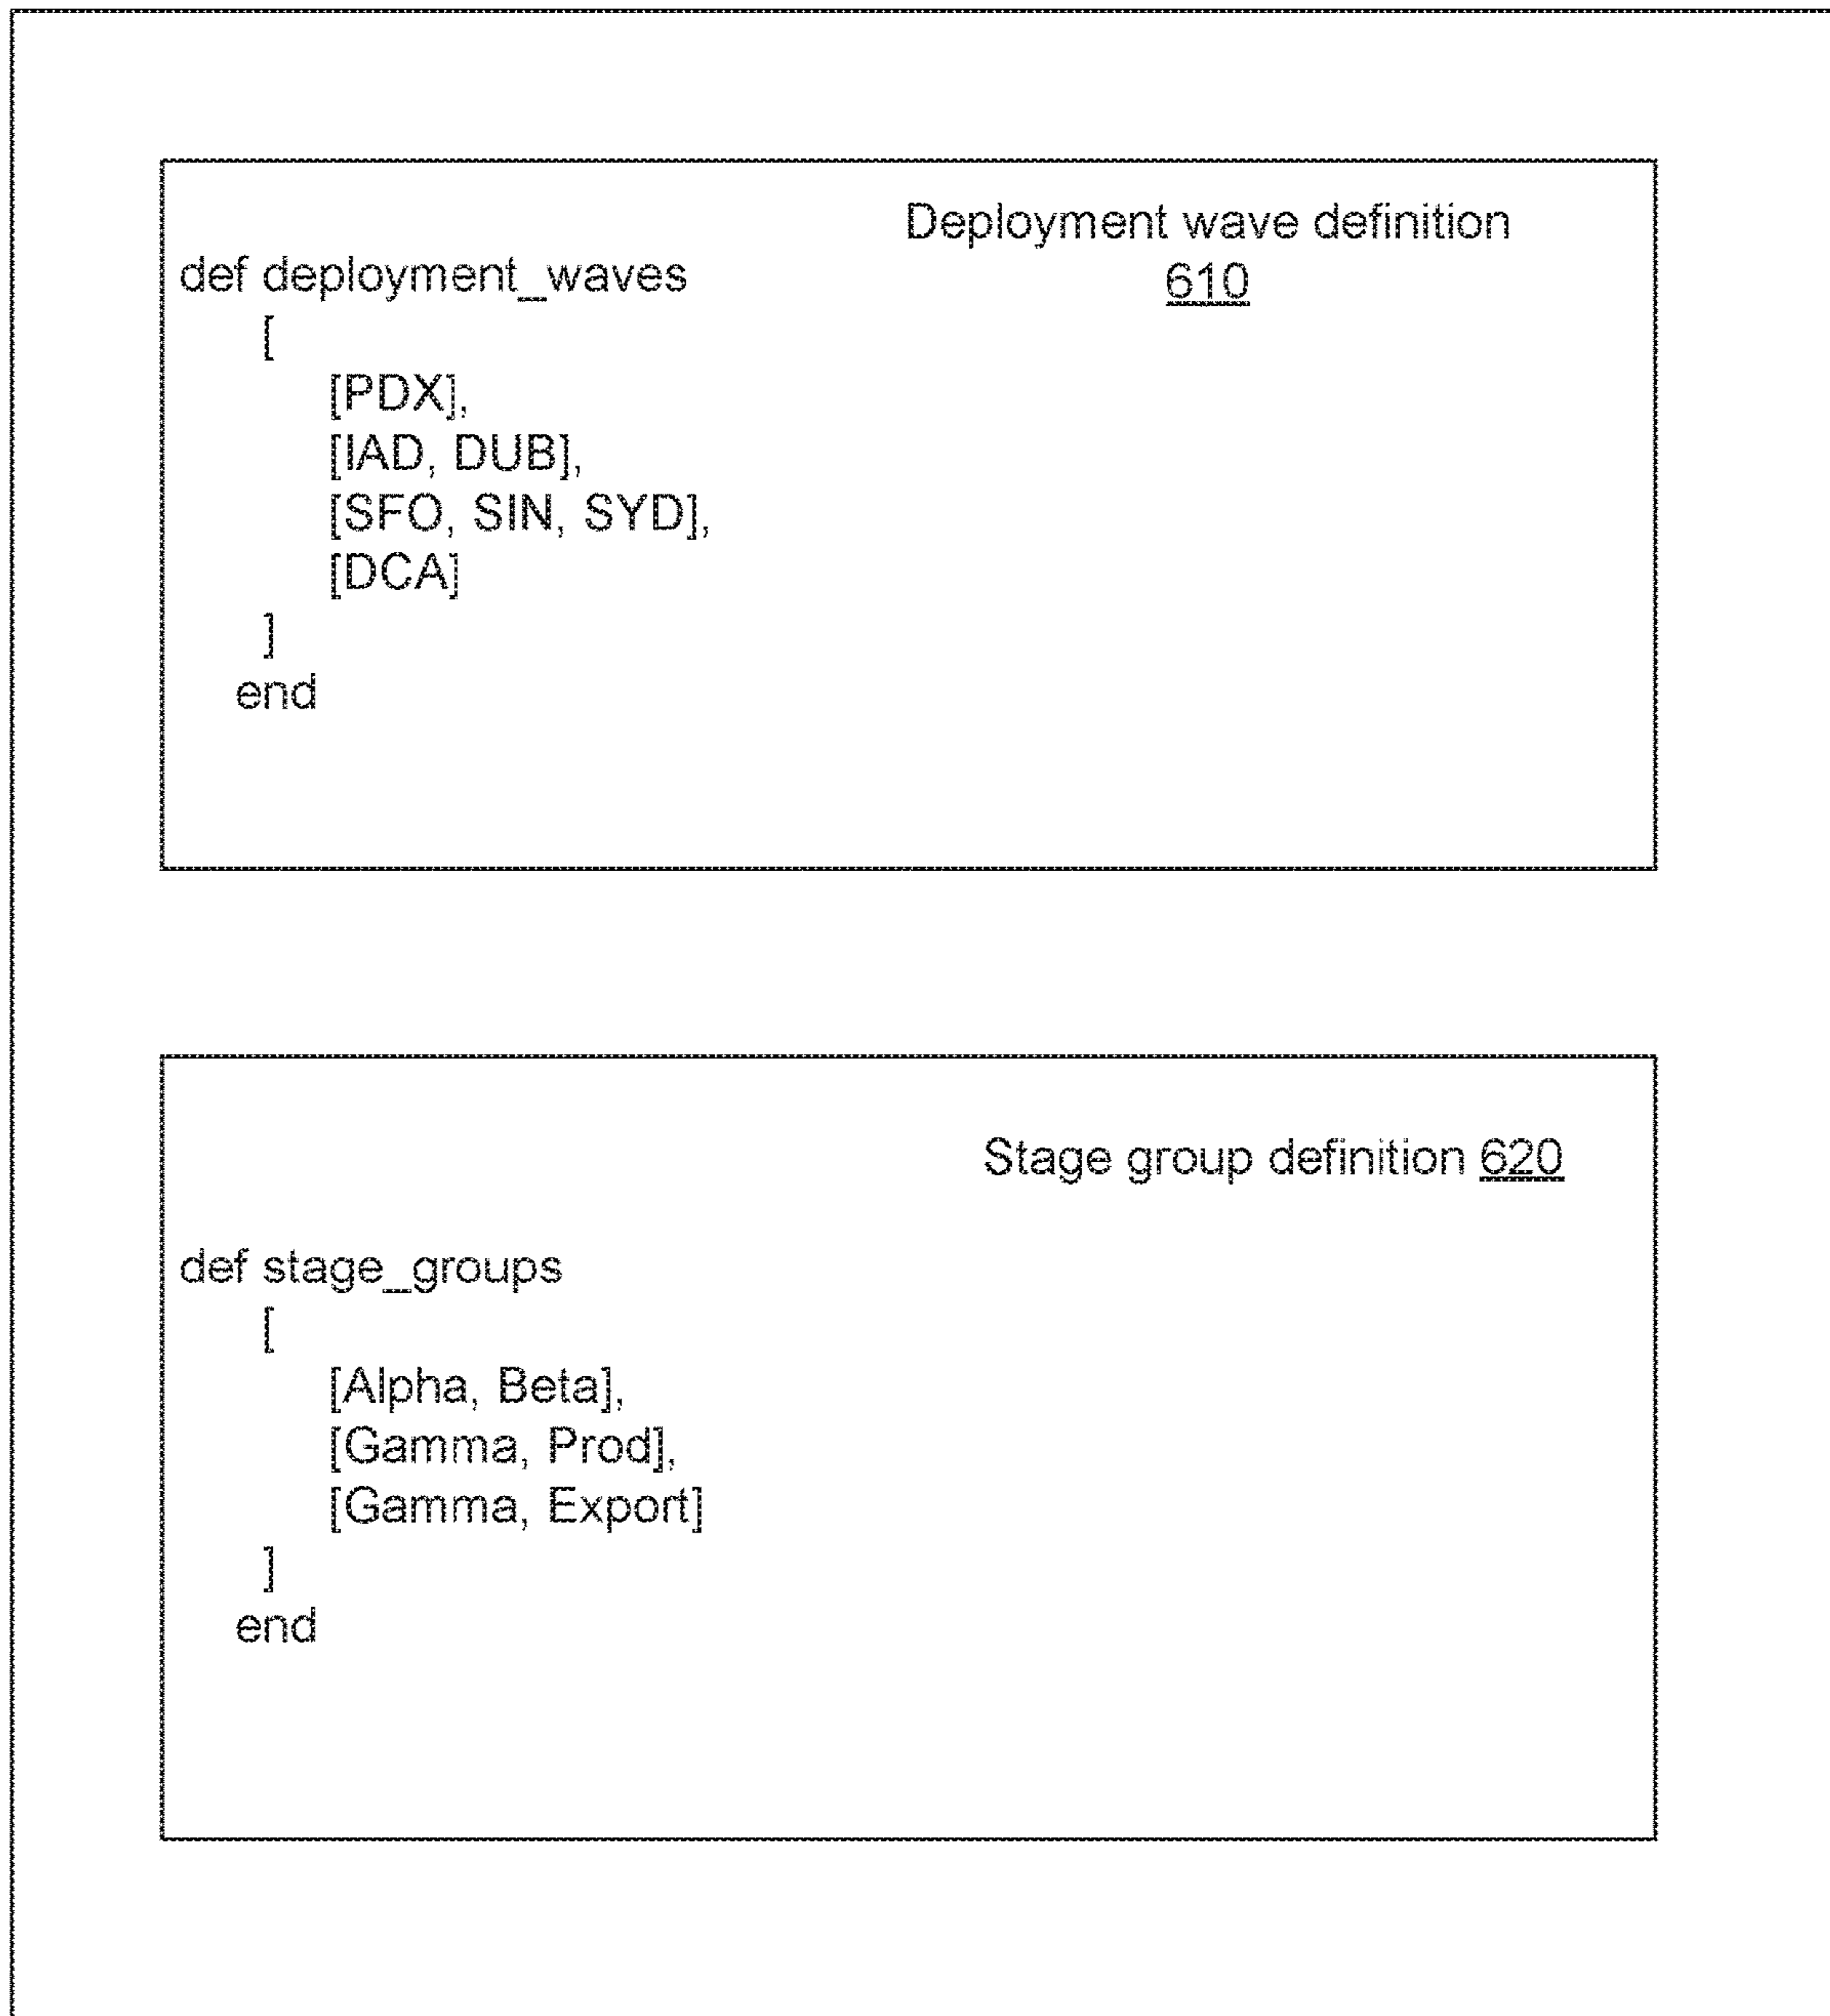 Deployment wave definition
610
def deployment_waves
[
[PDX],
[IAD, DUB],
[SFO, SIN, SYD],
[DCA]
]
end
Stage group definition 620
def stage_groups
[
[Alpha, Beta],
[Gamma, Prod],
[Gamma, Export]
]
end